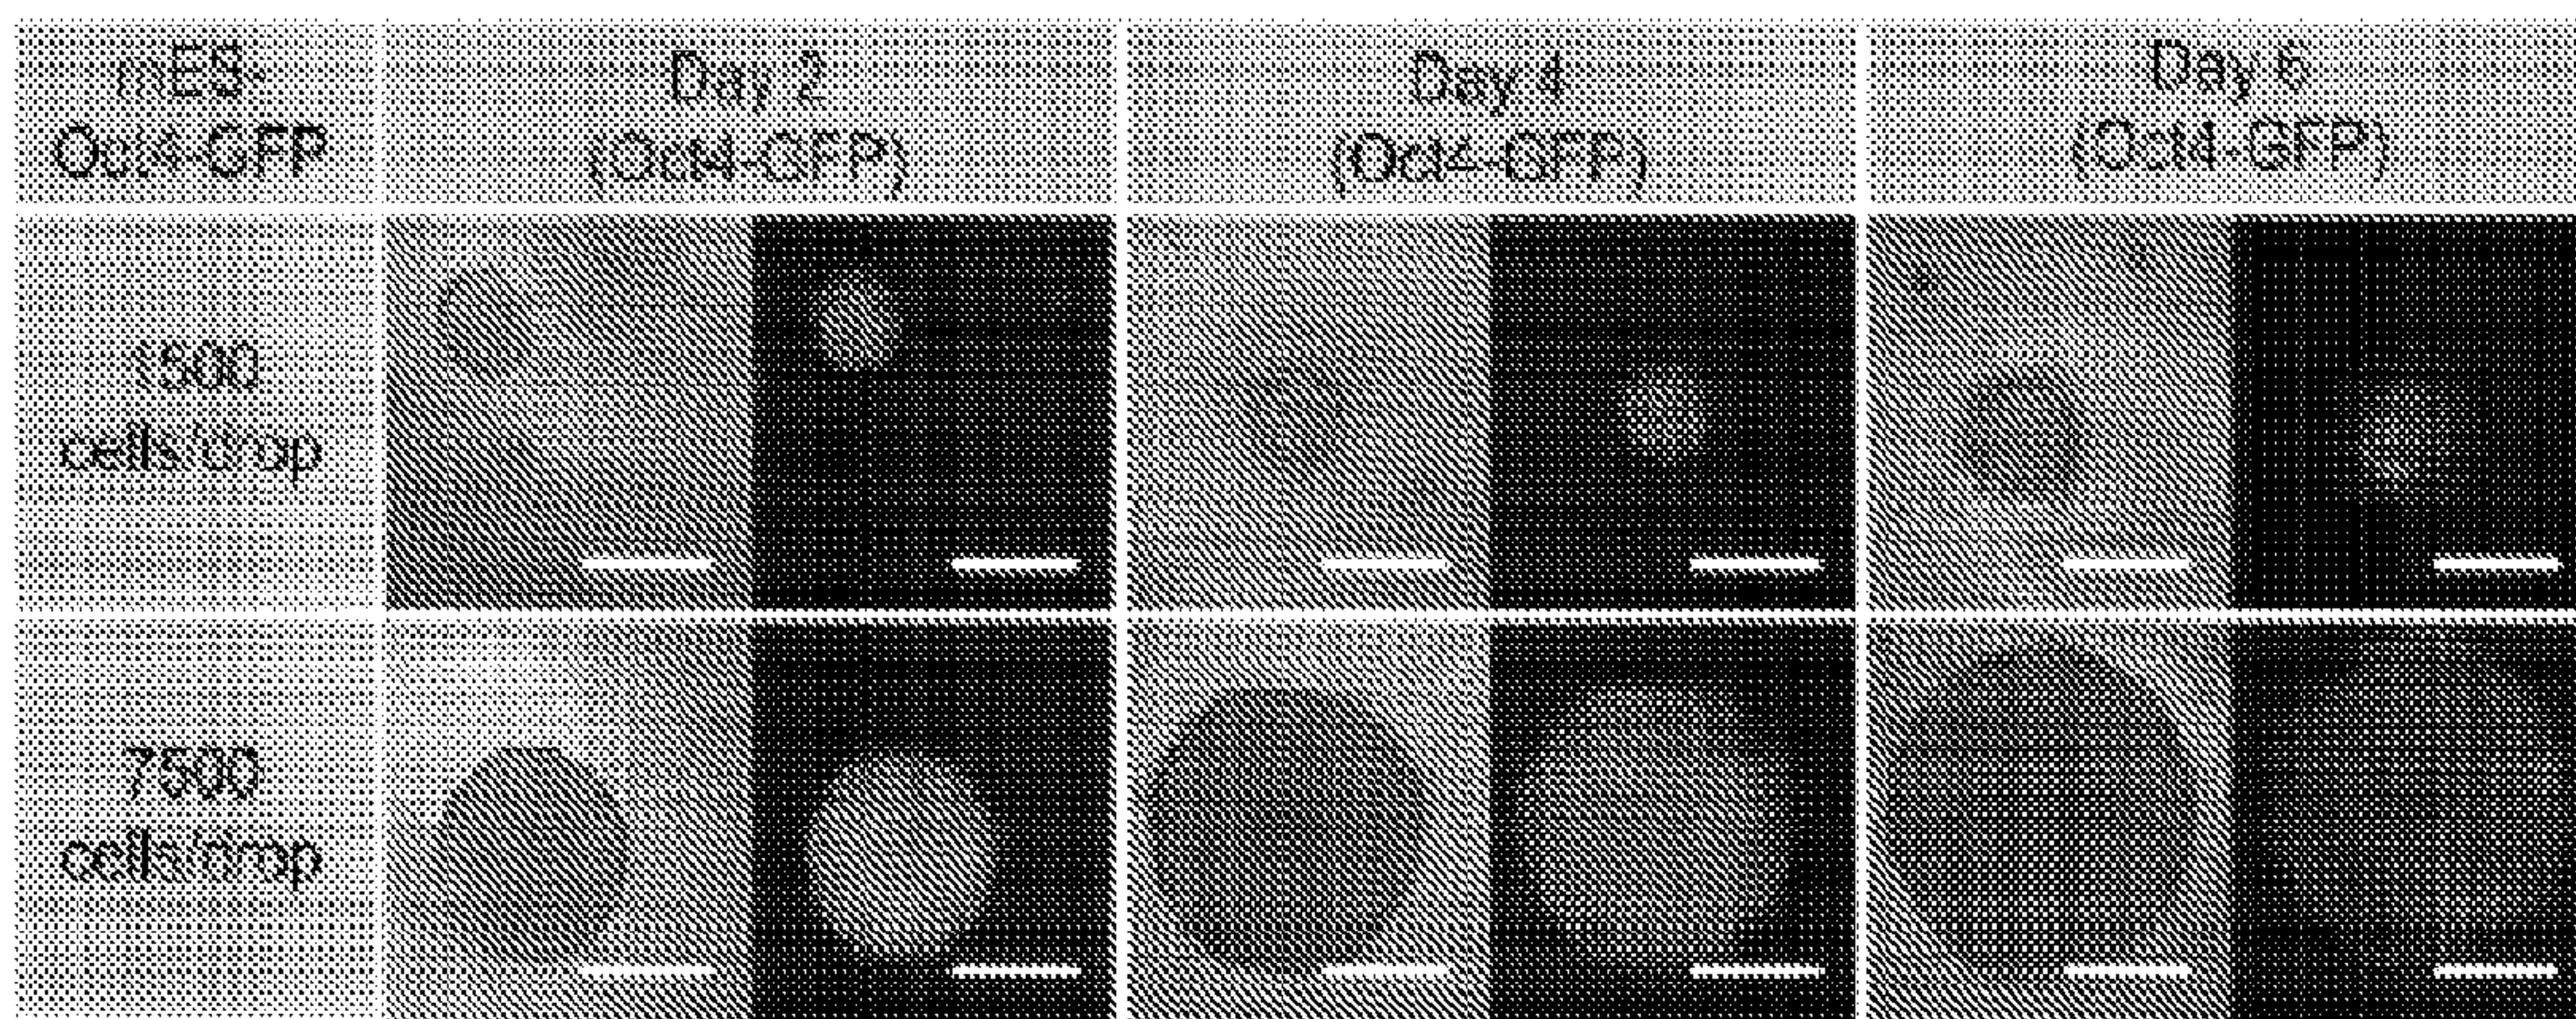 mES-
Oct4-GFP
Day 2
(Oct4-GFP)
Day 4
(Oct4-GFP)
Day 6
(Oct4-GFP)
1500
cells/drop
7500
cells/drop